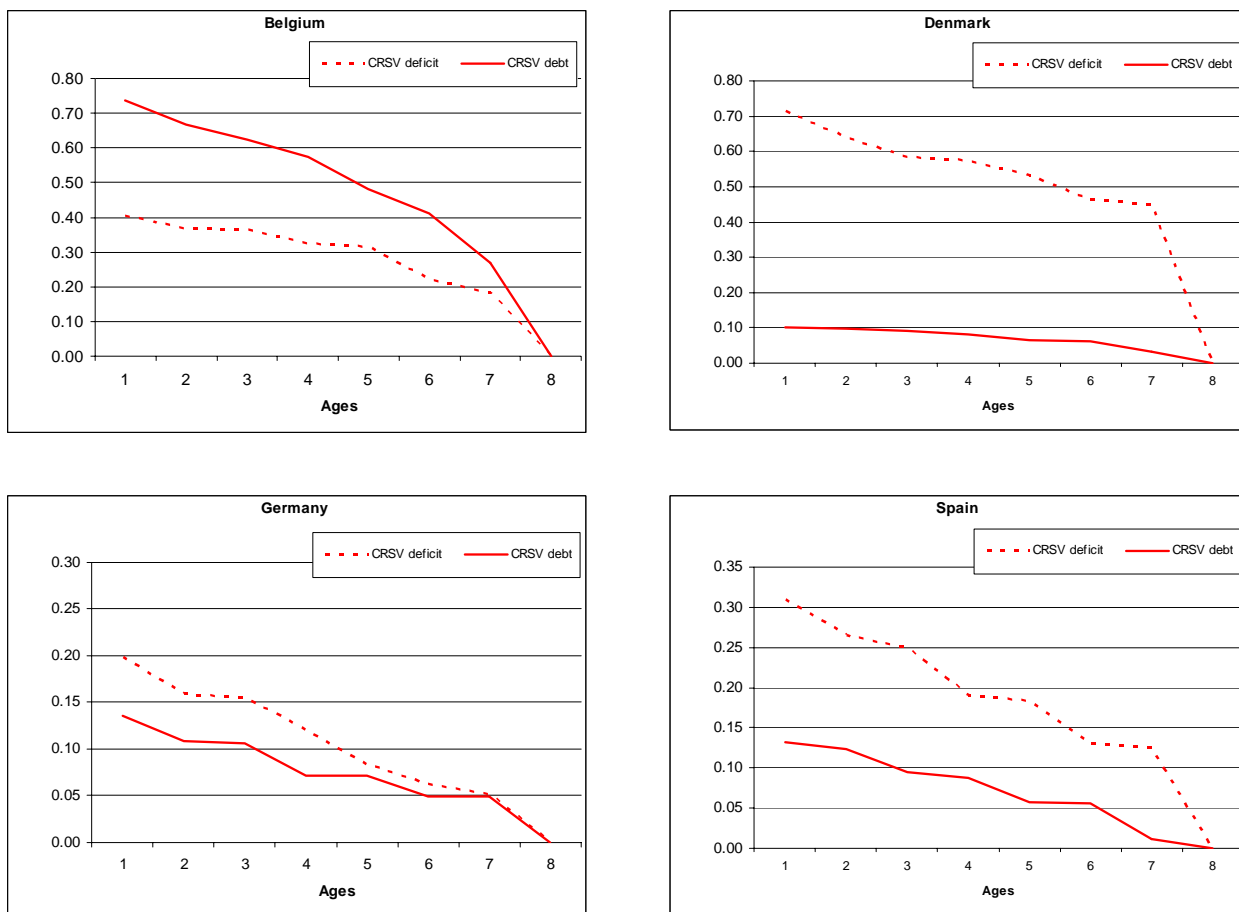 Belgium
CRSV deficit CRSV debt
0.80
0.70
0.60
0.50
0.40
0.30
0.20
0.10
0.00
1 2 3 4 5 6 7 8
Ages
Denmark
CRSV deficit CRSV debt
0.80
0.70
0.60
0.50
0.40
0.30
0.20
0.10
0.00
1 2 3 4 5 6 7 8
Ages
Germany
CRSV deficit CRSV debt
0.30
0.25
0.20
0.15
0.10
0.05
0.00
1 2 3 4 5 6 7 8
Ages
Spain
CRSV deficit CRSV debt
0.35
0.30
0.25
0.20
0.15
0.10
0.05
0.00
1 2 3 4 5 6 7 8
Ages